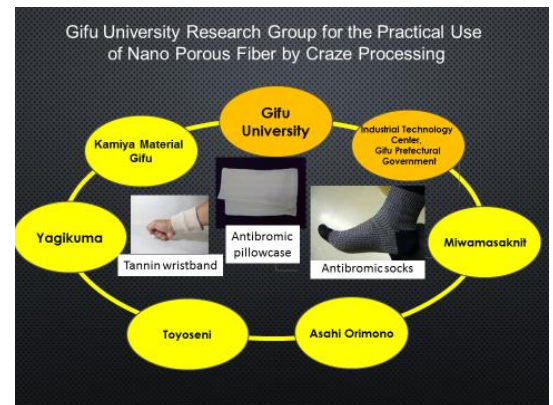 Gifu University Research Group for the Practical Use
of Nano Porous Fiber by Craze Processing
Gifu
University
Kamiya Material
Gifu
Industrial Technology
Center,
Gifu Prefectural
Government
Yagikuma
Tannin wristband
Antibromic
pillowcase
Antibromic socks
Miwamasaknit
Toyoseni
Asahi Orimono